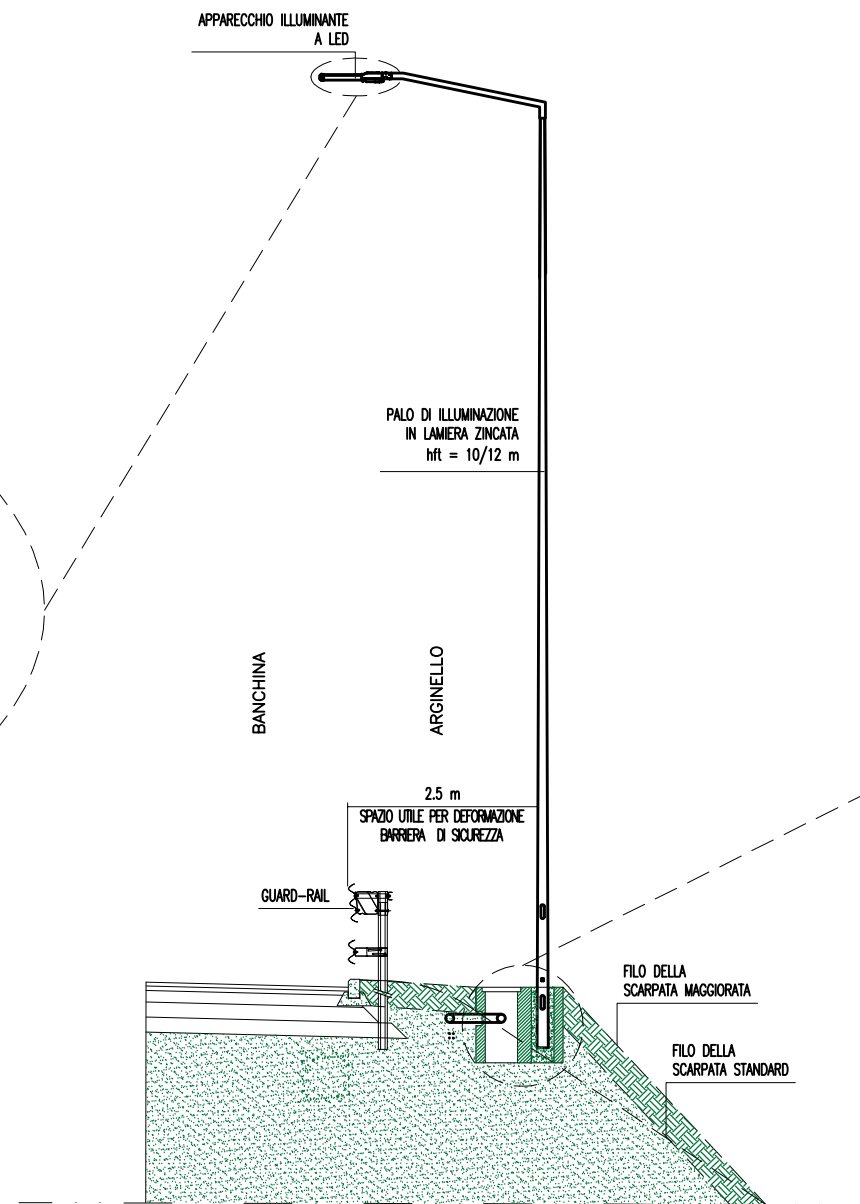 APPARECCHIO ILLUMINANTE
A LED
PALO DI ILLUMINAZIONE
IN LAMIERA ZINCATA
hft = 10/12 m
BANCHINA
ARGINELLO
2.5 m
SPAZIO UTILE PER DEFORMAZIONE
BARRIERA DI SICUREZZA
GUARD-RAIL
FILO DELLA
SCARPATA MAGGIORATA
FILO DELLA
SCARPATA STANDARD